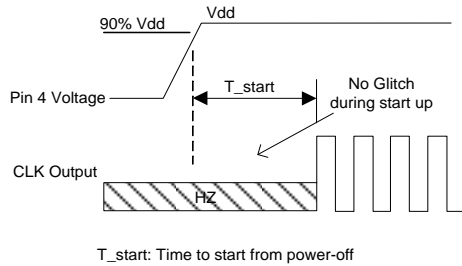 90% Vdd
Vdd
T_start
No Glitch
during start up
Pin 4 Voltage
CLK Output
HZ
T_start: Time to start from power-off